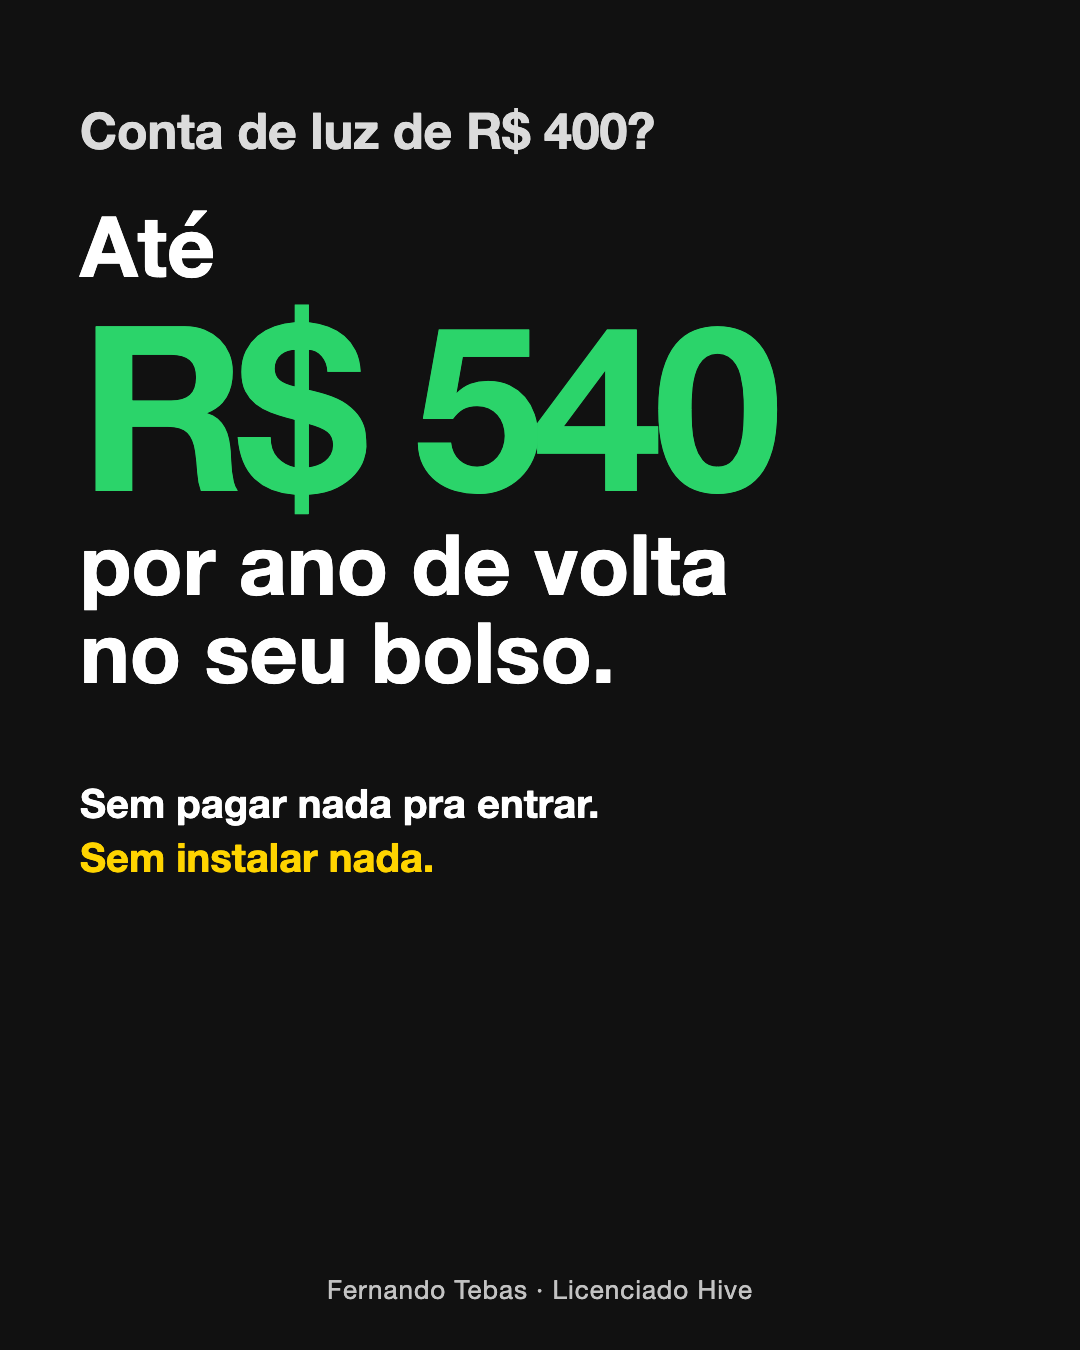 Conta de luz de R$ 400?
Até
R$ 540
por ano de volta
no seu bolso.
Sem pagar nada pra entrar.
Sem instalar nada.
Fernando Tebas · Licenciado Hive